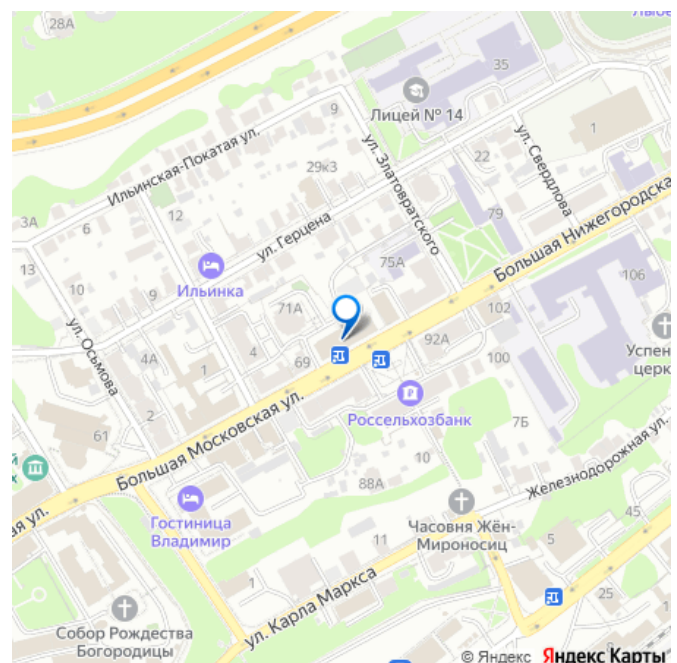 28А
35
Лицей № 14
9
1
Ильинская-Покатая ул.
ул. Златовратского
22
ул. Свердлова
29к3
3А
6
12
ул. Герцена
79
Большая Нижегородска
13
Ильинка
75А
106
10
9
71А
102
Успен
церк
ул. Осьмова
4А
4
92А
100
1
69
2
Россельхозбанк
7Б
61
Большая Московская ул.
10
Железнодорожная ул.
88А
ая ул.
Гостиница
Владимир
Часовня Жён-
Мироносиц
45
11
5
1
ул. Карла Маркса
25
Собор Рождества
Богородицы
© Яндекс Яндекс Карты